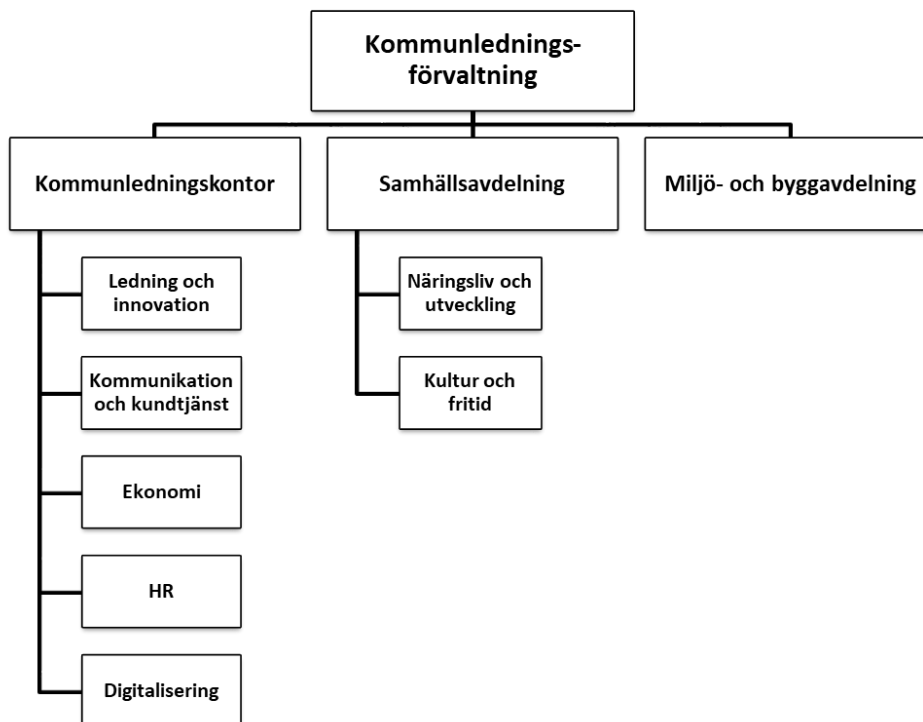 Kommunlednings-
förvaltning
Kommunledningskontor
Samhällsavdelning
Miljö- och byggavdelning
Ledning och
innovation
Kommunikation
och kundtjänst
Ekonomi
HR
Digitalisering
Näringsliv och
utveckling
Kultur och
fritid